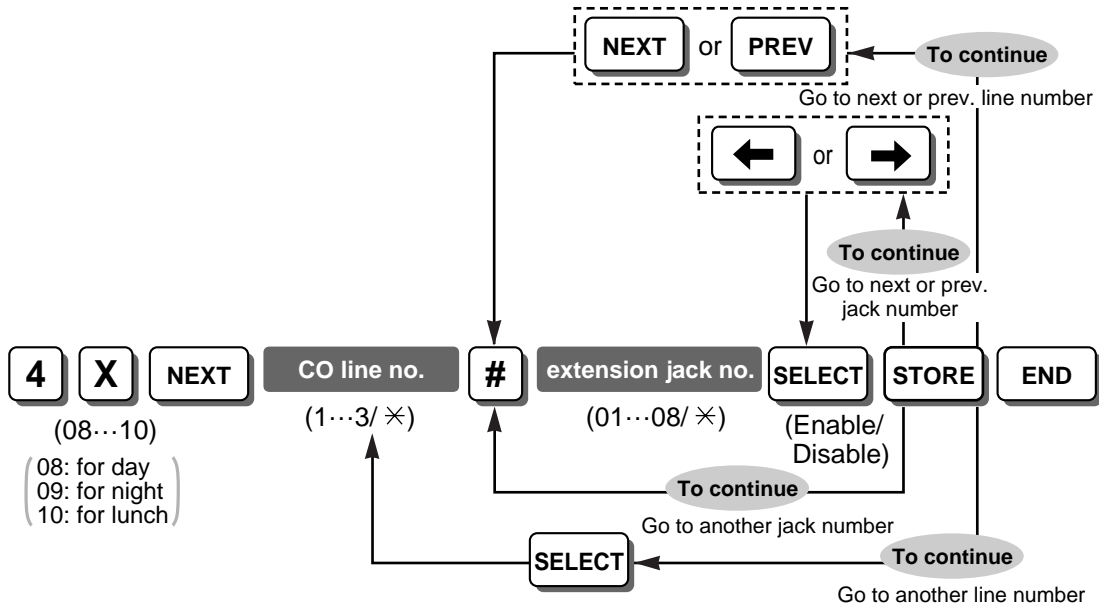 NEXT or PREV
To continue
Go to next or prev. line number
or
To continue
Go to next or prev.
jack number
4 X NEXT CO line no. # extension jack no. SELECT STORE END
(08···10)
08: for day
09: for night
10: for lunch
(1···3/ ✳)
(01···08/ ✳)
(Enable/
Disable)
To continue
Go to another jack number
SELECT
To continue
Go to another line number